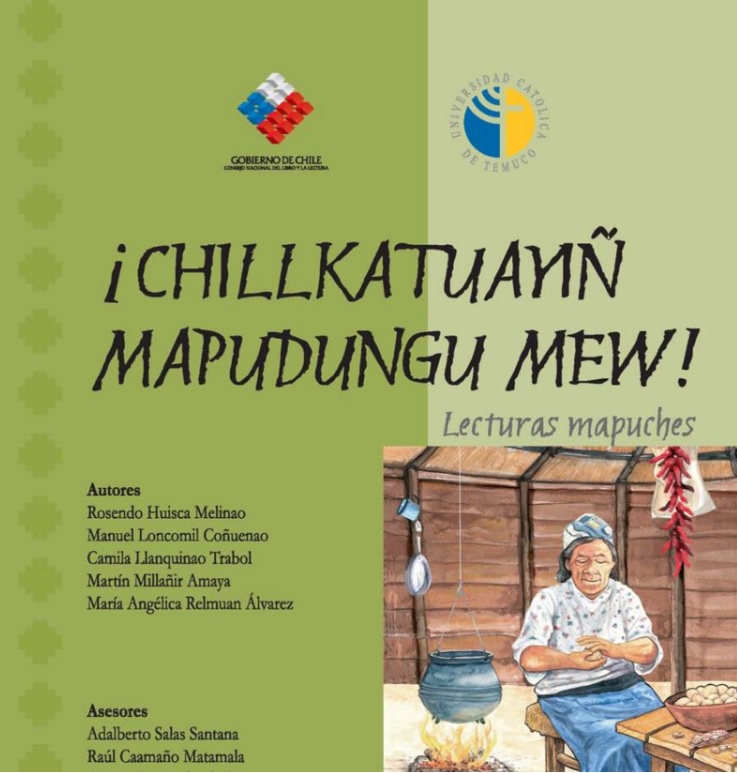 GOBIERNO DE CHILE
CONSEJO NACIONAL DEL LIBRO Y LA LECTURA
UNIVERSIDAD CATOLICA
DE TEMUCO
¡CHILLKATUAYIÑ
MAPUDUNGU MEW!
Lecturas mapuches
Autores
Rosendo Huisca Melinao
Manuel Loncomil Coñuenao
Camila Llanquinao Trabol
Martín Millañir Amaya
María Angélica Relmuan Álvarez
Asesores
Adalberto Salas Santana
Raúl Caamaño Matamala